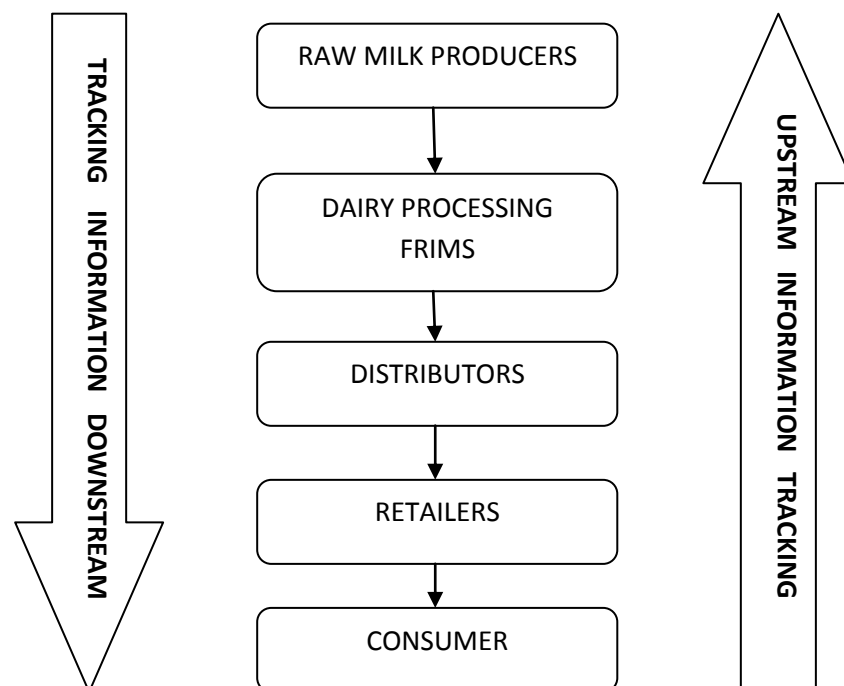 TRACKING INFORMATION DOWNSTREAM
RAW MILK PRODUCERS
DAIRY PROCESSING
FRIMS
DISTRIBUTORS
RETAILERS
CONSUMER
UPSTREAM INFORMATION TRACKING